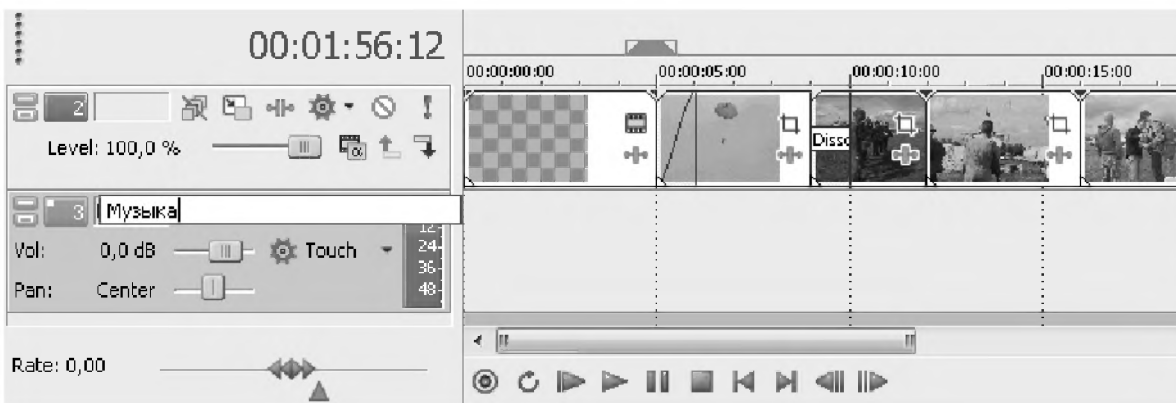 00:01:56:12
00:00:00:00 00:00:05:00 00:00:10:00 00:00:15:00
2
Level: 100,0 %
Disso
3 Музыка
12-
Vol: 0,0 dB Touch 24-
36-
Pan: Center 48-
Rate: 0,00